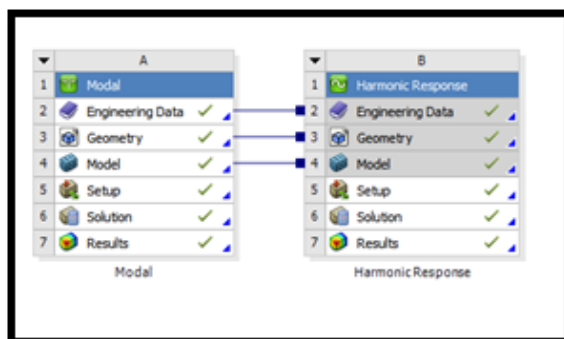 A
1 Modal
2 Engineering Data
3 Geometry
4 Model
5 Setup
6 Solution
7 Results
Modal
B
1 Harmonic Response
2 Engineering Data
3 Geometry
4 Model
5 Setup
6 Solution
7 Results
Harmonic Response